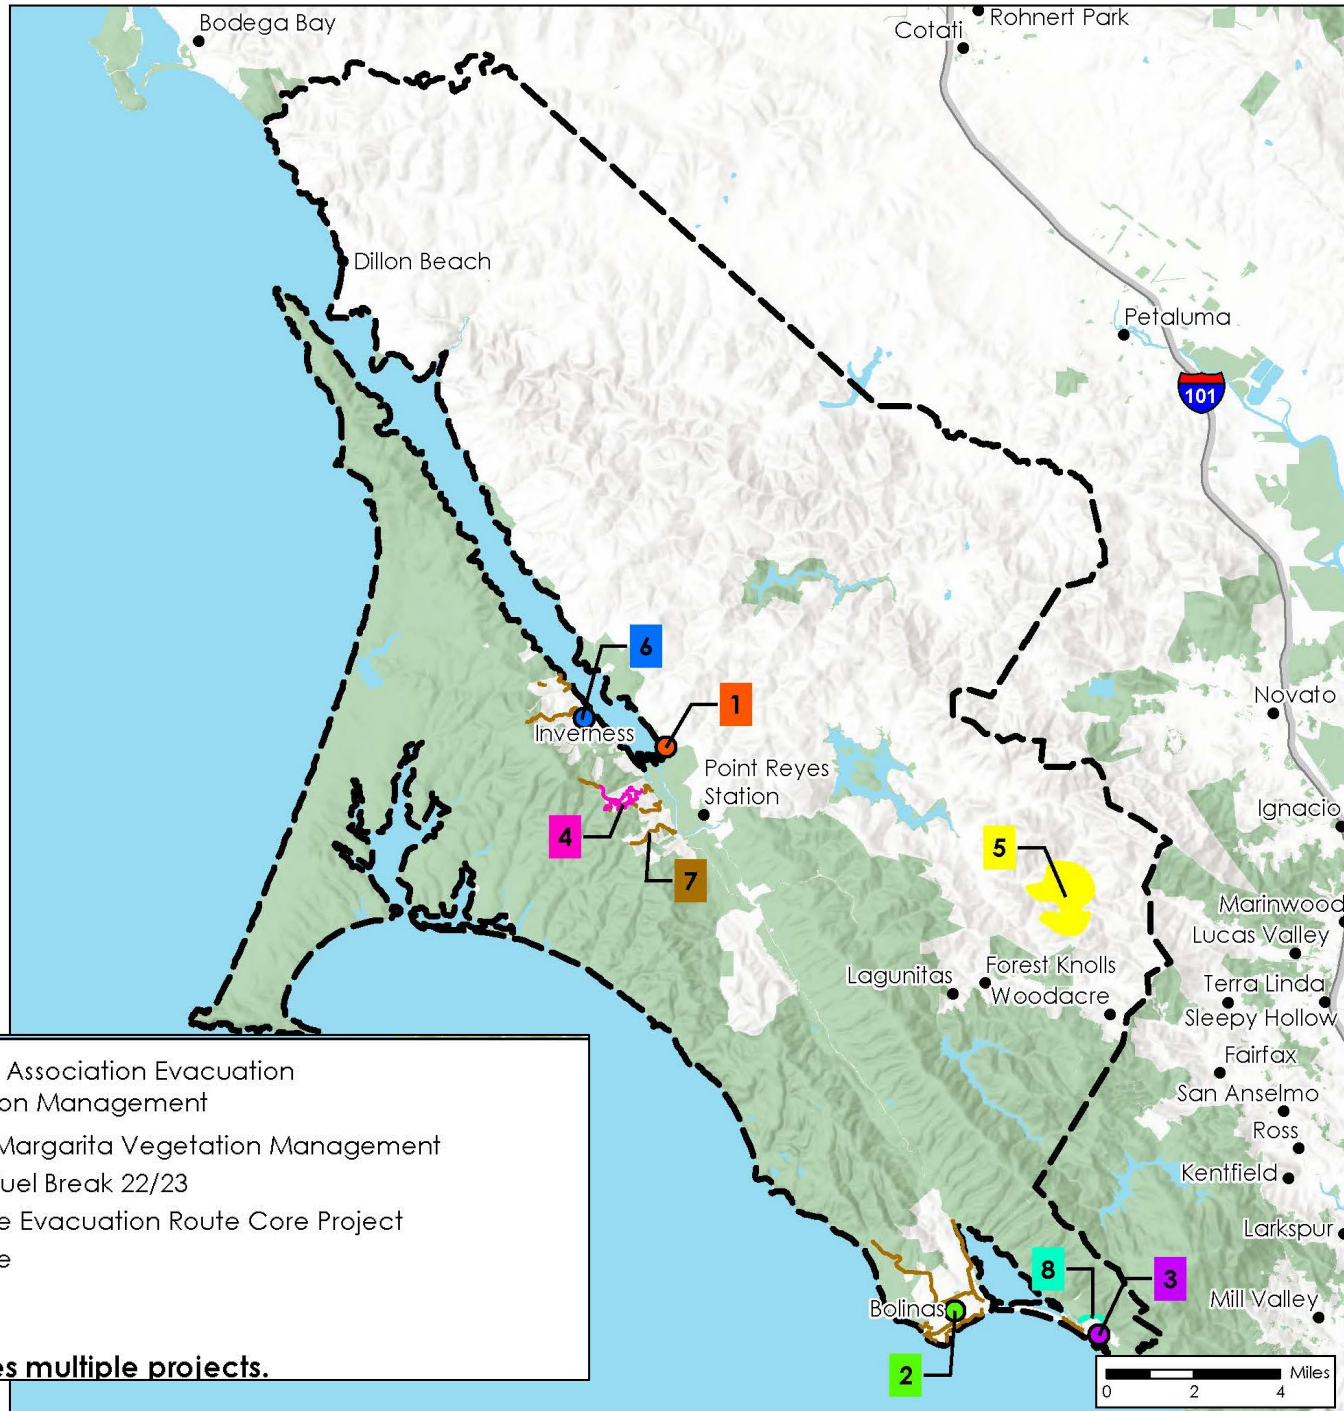 Bodega Bay
Rohnert Park
Cotati
Dillon Beach
Petaluma
101
6
1
Novato
Inverness
Point Reyes
Station
Ignacio
4
5
7
Marinwood
Lucas Valley
Forest Knolls
Lagunitas
Woodacre
Terra Linda
Sleepy Hollow
Fairfax
San Anselmo
Ross
Kentfield
Larkspur
8
3
Mill Valley
Bolinas
2
Association Evacuation
on Management
Margarita Vegetation Management
uel Break 22/23
e Evacuation Route Core Project
e
es multiple projects.
Miles
0 2 4